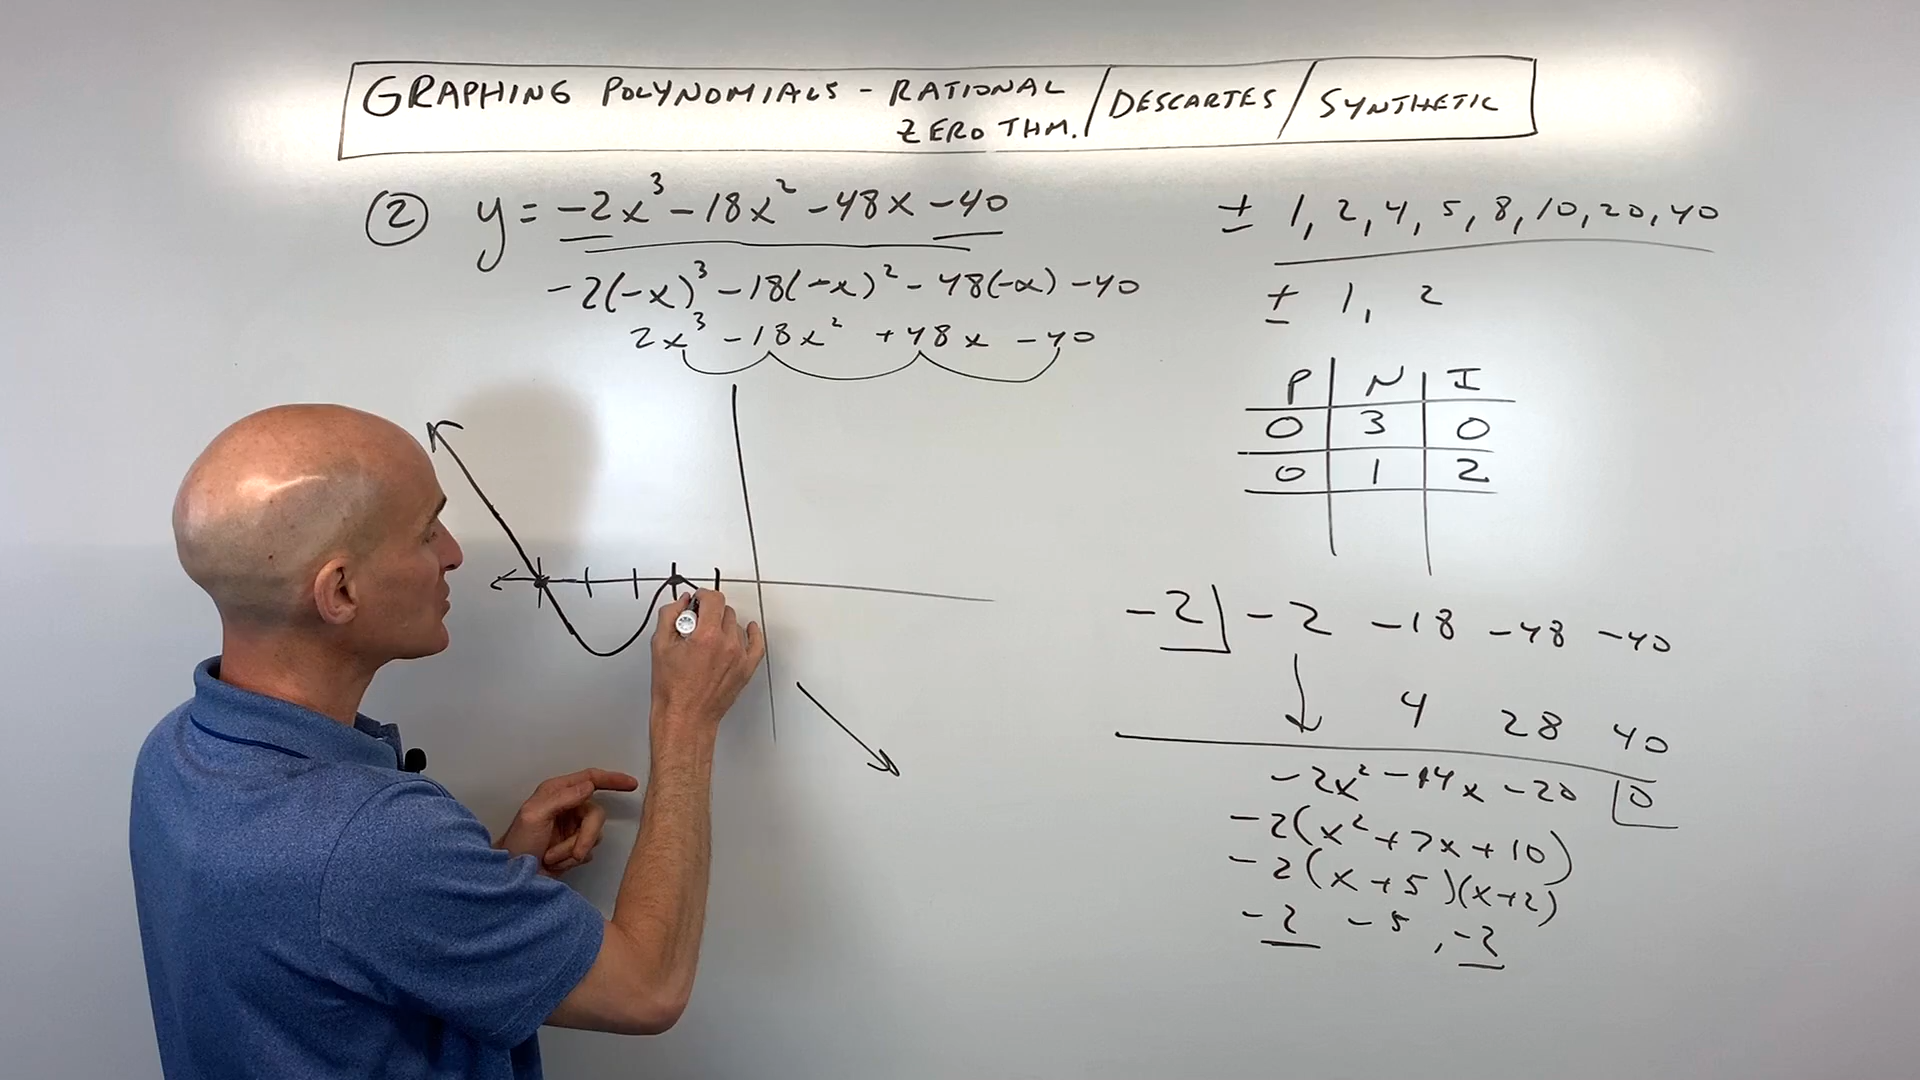 GRAPHING POLYNOMIALS - RATIONAL ZERO THM. / DESCARTES / SYNTHETIC
② y = -2x³ - 18x² - 48x - 40
-2(-x)³ - 18(-x)² - 48(-x) - 40
2x³ - 18x² + 48x - 40
± 1, 2, 4, 5, 8, 10, 20, 40
± 1, 2
P | N | I
0 | 3 | 0
0 | 1 | 2
-2 | -2 -18 -48 -40
4 28 40
-2x² - 14x - 20 | 0
-2(x² + 7x + 10)
-2(x + 5)(x + 2)
-2 -5, -2